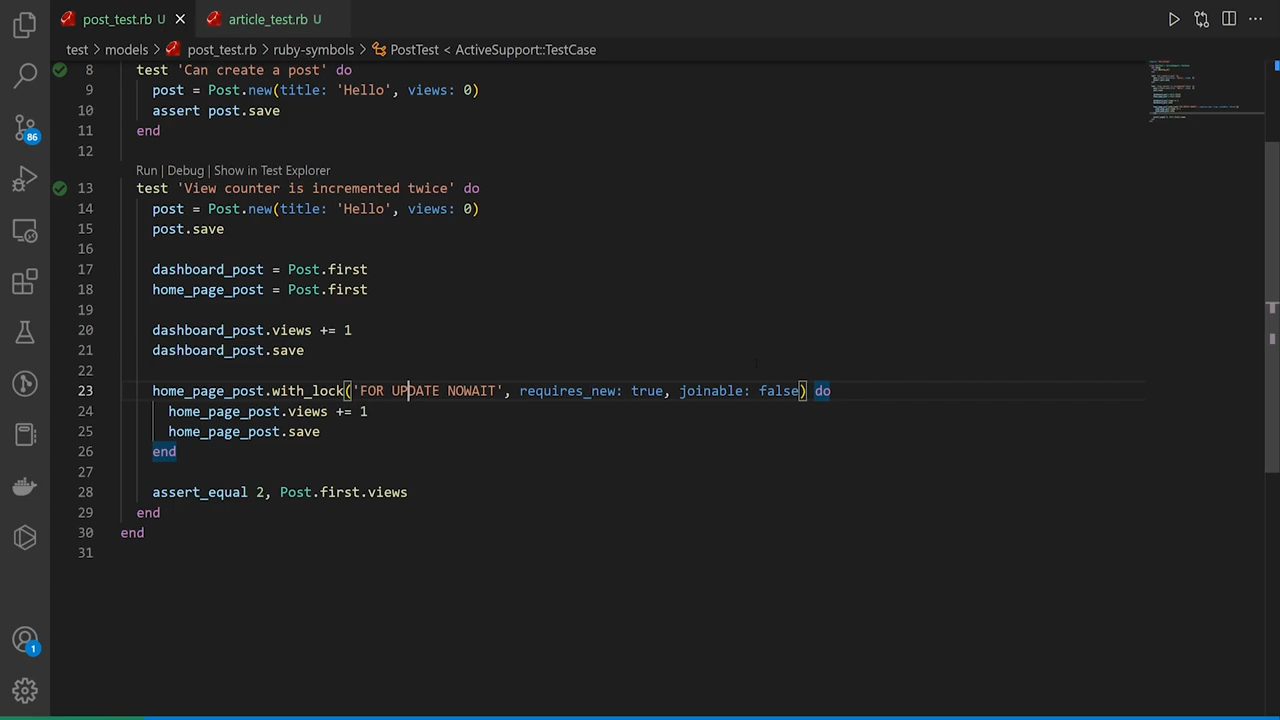 post_test.rb U
article_test.rb U
test > models > post_test.rb > ruby-symbols > PostTest < ActiveSupport::TestCase
8 test 'Can create a post' do
9 post = Post.new(title: 'Hello', views: 0)
10 assert post.save
11 end
12
Run | Debug | Show in Test Explorer
13 test 'View counter is incremented twice' do
14 post = Post.new(title: 'Hello', views: 0)
15 post.save
16
17 dashboard_post = Post.first
18 home_page_post = Post.first
19
20 dashboard_post.views += 1
21 dashboard_post.save
22
23 home_page_post.with_lock('FOR UPDATE NOWAIT', requires_new: true, joinable: false) do
24 home_page_post.views += 1
25 home_page_post.save
26 end
27
28 assert_equal 2, Post.first.views
29 end
30 end
31
86
1